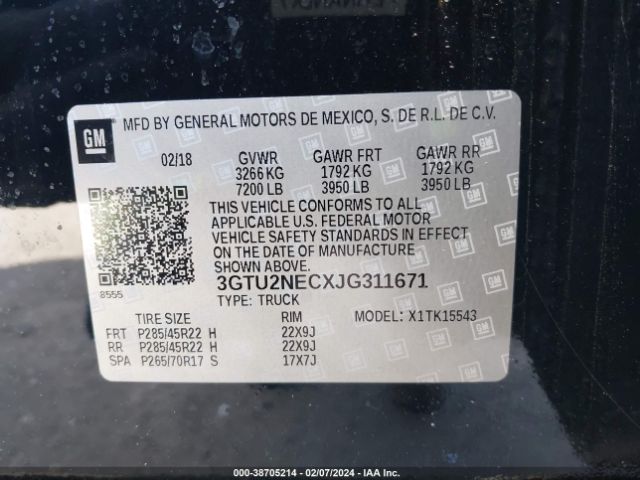 GM
MFD BY GENERAL MOTORS DE MEXICO, S. DE R.L. DE C.V.
02/18 GVWR GAWR FRT GAWR RR
3266 KG 1792 KG 1792 KG
7200 LB 3950 LB 3950 LB
THIS VEHICLE CONFORMS TO ALL
APPLICABLE U.S. FEDERAL MOTOR
VEHICLE SAFETY STANDARDS IN EFFECT
ON THE DATE OF MANUFACTURE
SHOWN ABOVE.
8555
3GTU2NECXJG311671
TYPE: TRUCK
TIRE SIZE RIM MODEL: X1TK15543
FRT P285/45R22 H 22X9J
RR P285/45R22 H 22X9J
SPA P265/70R17 S 17X7J
000-38705214 - 02/07/2024 - IAAI.com